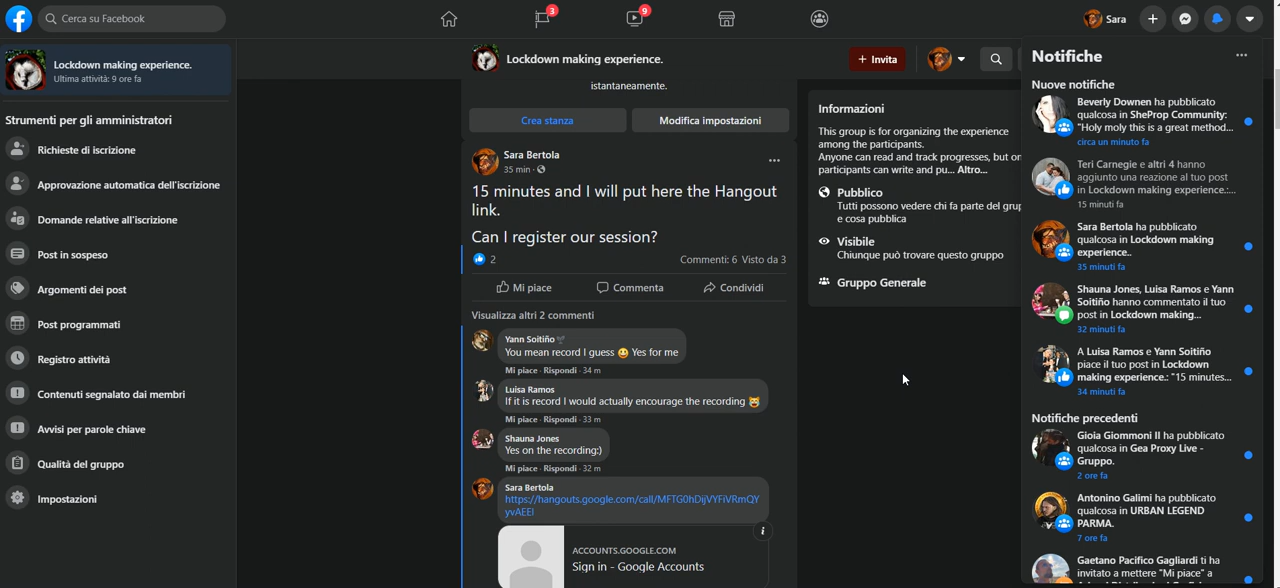 Cerca su Facebook
3
9
Sara
Lockdown making experience.
Ultima attività: 9 ore fa
Strumenti per gli amministratori
Richieste di iscrizione
Approvazione automatica dell'iscrizione
Domande relative all'iscrizione
Post in sospeso
Argomenti dei post
Post programmati
Registro attività
Contenuti segnalato dai membri
Avvisi per parole chiave
Qualità del gruppo
Impostazioni
Lockdown making experience.
+ Invita
istantaneamente.
Crea stanza
Modifica impostazioni
Sara Bertola
35 min ·
15 minutes and I will put here the Hangout
link.
Can I register our session?
2
Commenti: 6 Visto da 3
Mi piace
Commenta
Condividi
Visualizza altri 2 commenti
Yann Soitiño
You mean record I guess 😀 Yes for me
Mi piace · Rispondi · 34 m
Luisa Ramos
If it is record I would actually encourage the recording 😸
Mi piace · Rispondi · 33 m
Shauna Jones
Yes on the recording:)
Mi piace · Rispondi · 32 m
Sara Bertola
https://hangouts.google.com/call/MFTG0hDijVYFiVRmQY
yvAEEI
ACCOUNTS.GOOGLE.COM
Sign in - Google Accounts
Informazioni
This group is for organizing the experience
among the participants.
Anyone can read and track progresses, but on
participants can write and pu... Altro...
Pubblico
Tutti possono vedere chi fa parte del grup
e cosa pubblica
Visibile
Chiunque può trovare questo gruppo
Gruppo Generale
Notifiche
Nuove notifiche
Beverly Downen ha pubblicato
qualcosa in SheProp Community:
"Holy moly this is a great method...
circa un minuto fa
Teri Carnegie e altri 4 hanno
aggiunto una reazione al tuo post
in Lockdown making experience.:...
15 minuti fa
Sara Bertola ha pubblicato
qualcosa in Lockdown making
experience..
35 minuti fa
Shauna Jones, Luisa Ramos e Yann
Soitiño hanno commentato il tuo
post in Lockdown making...
32 minuti fa
A Luisa Ramos e Yann Soitiño
piace il tuo post in Lockdown
making experience.: "15 minutes...
34 minuti fa
Notifiche precedenti
Gioia Giommoni II ha pubblicato
qualcosa in Gea Proxy Live -
Gruppo.
2 ore fa
Antonino Galimi ha pubblicato
qualcosa in URBAN LEGEND
PARMA.
7 ore fa
Gaetano Pacifico Gagliardi ti ha
invitato a mettere "Mi piace" a